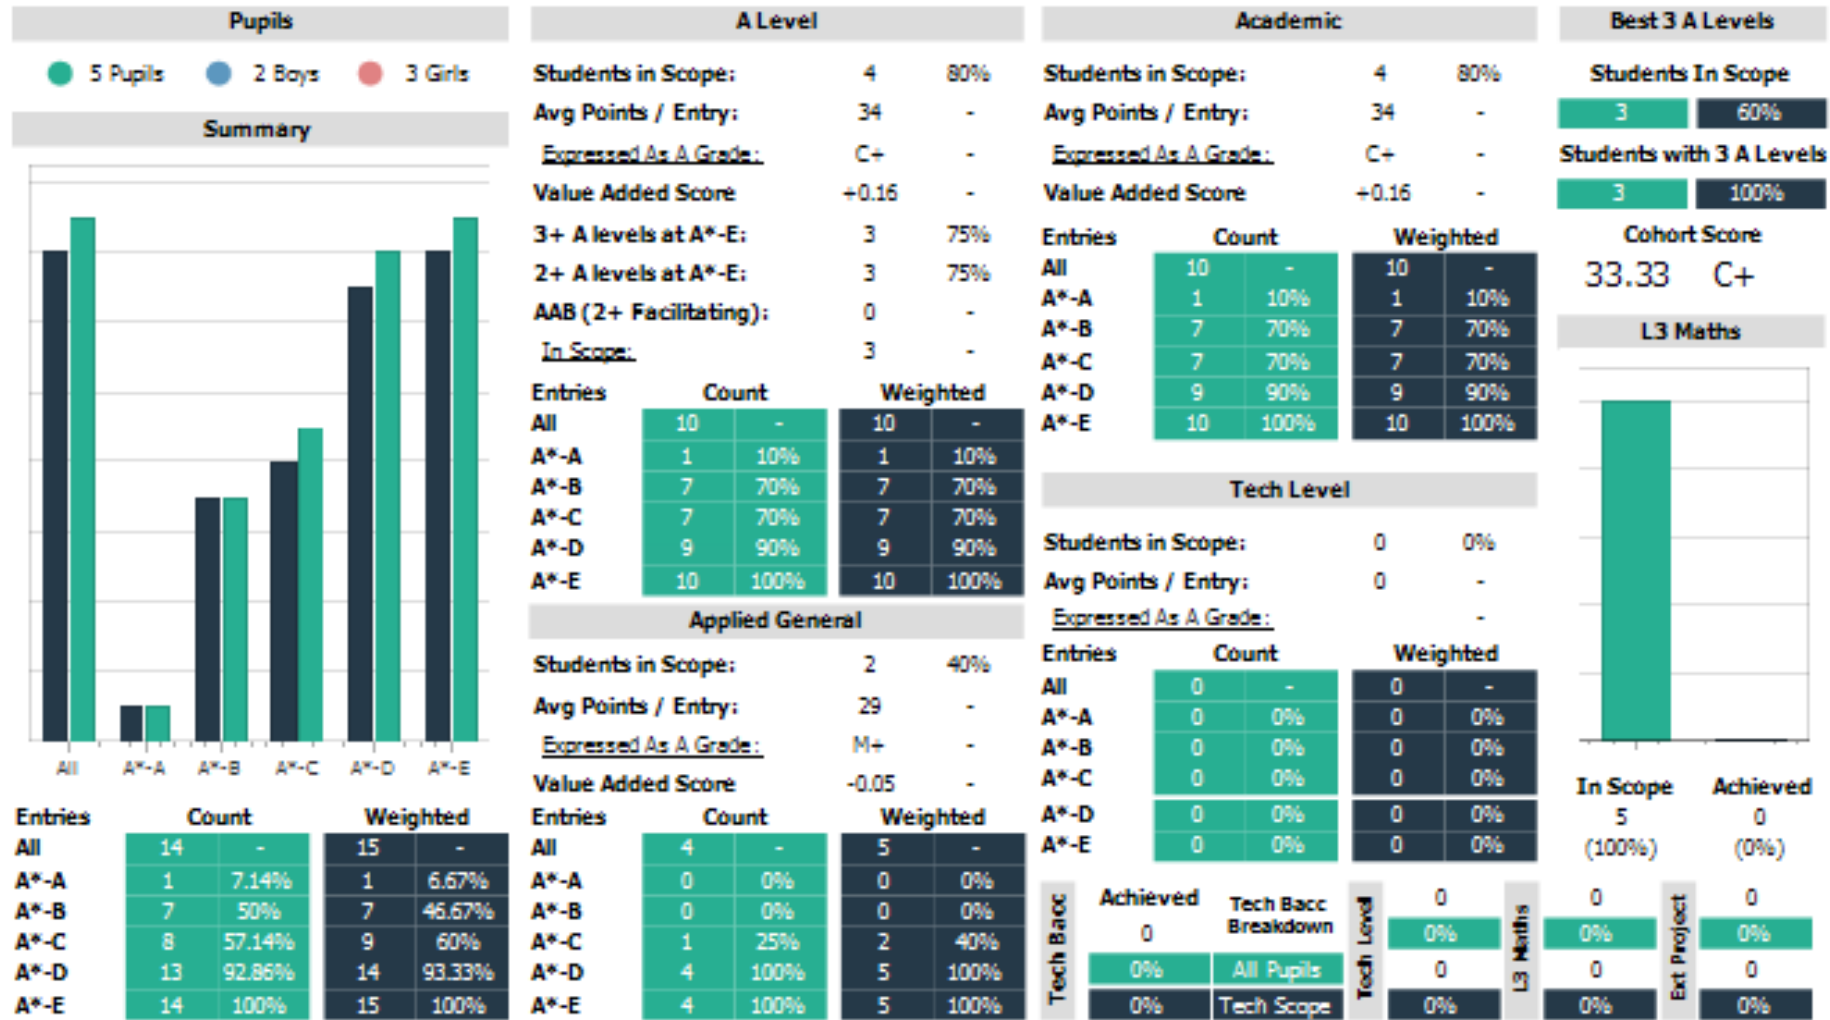 Pupils
5 Pupils 2 Boys 3 Girls
Summary
All A*-A A*-B A*-C A*-D A*-E
Entries Count Weighted
All 14 - 15 -
A*-A 1 7.14% 1 6.67%
A*-B 7 50% 7 46.67%
A*-C 8 57.14% 9 60%
A*-D 13 92.86% 14 93.33%
A*-E 14 100% 15 100%
A Level
Students in Scope: 4 80%
Avg Points / Entry: 34 -
Expressed As A Grade: C+ -
Value Added Score +0.16 -
3+ A levels at A*-E: 3 75%
2+ A levels at A*-E: 3 75%
AAB (2+ Facilitating): 0 -
In Scope: 3 -
Entries Count Weighted
All 10 - 10 -
A*-A 1 10% 1 10%
A*-B 7 70% 7 70%
A*-C 7 70% 7 70%
A*-D 9 90% 9 90%
A*-E 10 100% 10 100%
Applied General
Students in Scope: 2 40%
Avg Points / Entry: 29 -
Expressed As A Grade: M+ -
Value Added Score -0.05 -
Entries Count Weighted
All 4 - 5 -
A*-A 0 0% 0 0%
A*-B 0 0% 0 0%
A*-C 1 25% 2 40%
A*-D 4 100% 5 100%
A*-E 4 100% 5 100%
Academic
Students in Scope: 4 80%
Avg Points / Entry: 34 -
Expressed As A Grade: C+ -
Value Added Score +0.16 -
Entries Count Weighted
All 10 - 10 -
A*-A 1 10% 1 10%
A*-B 7 70% 7 70%
A*-C 7 70% 7 70%
A*-D 9 90% 9 90%
A*-E 10 100% 10 100%
Tech Level
Students in Scope: 0 0%
Avg Points / Entry: 0 -
Expressed As A Grade: -
Entries Count Weighted
All 0 - 0 -
A*-A 0 0% 0 0%
A*-B 0 0% 0 0%
A*-C 0 0% 0 0%
A*-D 0 0% 0 0%
A*-E 0 0% 0 0%
Best 3 A Levels
Students In Scope
3 60%
Students with 3 A Levels
3 100%
Cohort Score
33.33 C+
L3 Maths
In Scope Achieved
5 0
(100%) (0%)
Tech Bacc
Achieved
0
0%
0%
Tech Bacc
Breakdown
All Pupils
Tech Scope
Tech Level
0
0%
0
0%
L3 Maths
0
0%
0
0%
Ext Project
0
0%
0
0%